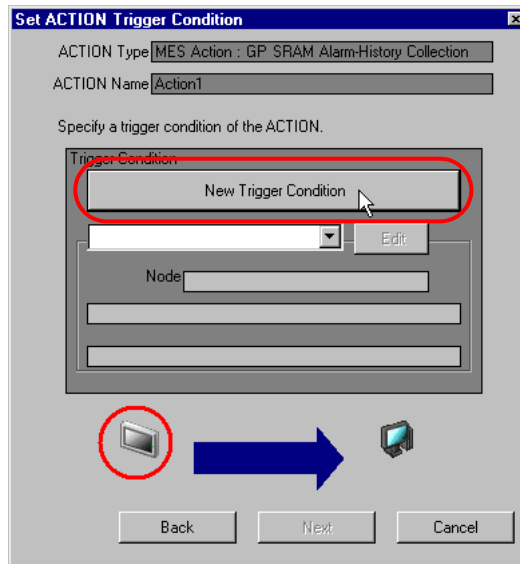 Set ACTION Trigger Condition
ACTION Type MES Action : GP SRAM Alarm-History Collection
ACTION Name Action1
Specify a trigger condition of the ACTION.
Trigger Condition
New Trigger Condition
Edit
Node
Back Next Cancel